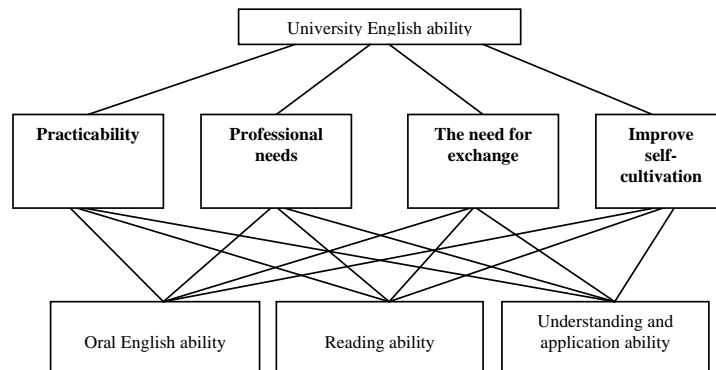 University English ability
Practicability
Professional
needs
The need for
exchange
Improve
self-
cultivation
Oral English ability
Reading ability
Understanding and
application ability